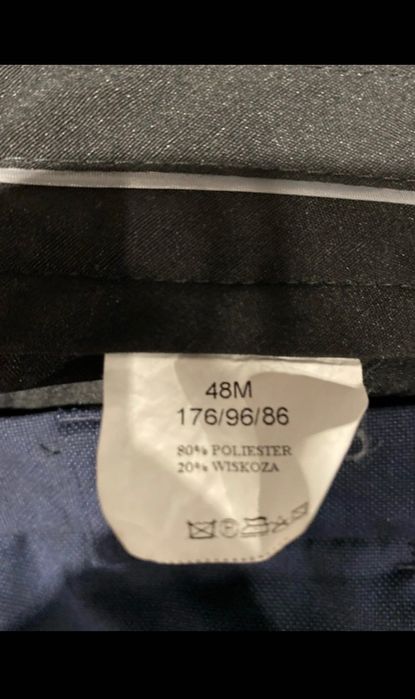 48M
176/96/86
80% POLIESTER
20% WISKOZA